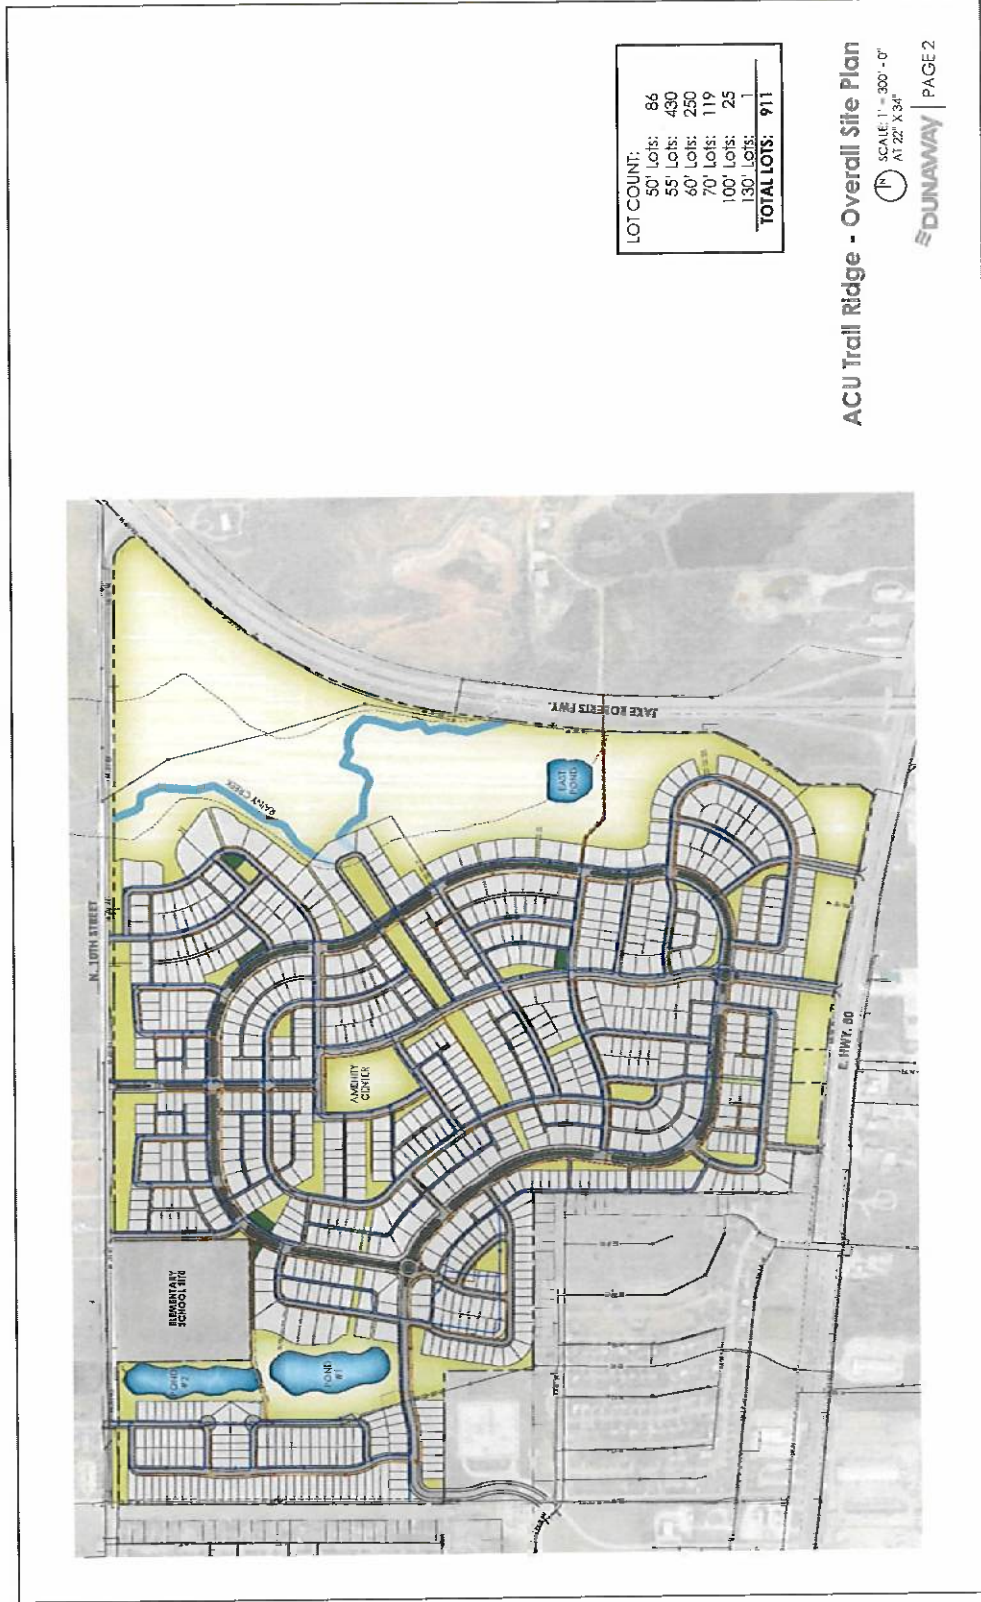 N. 10TH STREET
RAINY CREEK
JAKE ROBERTS FWY.
EAST
POND
AMENITY
CENTER
ELEMENTARY
SCHOOL SITE
POND
#2
POND
#1
E. HWY. 80
LOT COUNT:
50' Lots: 86
55' Lots: 430
60' Lots: 250
70' Lots: 119
100' Lots: 25
130' Lots: 1
TOTAL LOTS: 911
ACU Trail Ridge - Overall Site Plan
N
SCALE: 1" = 300' - 0"
AT 22" X 34"
DUNAWAY | PAGE 2